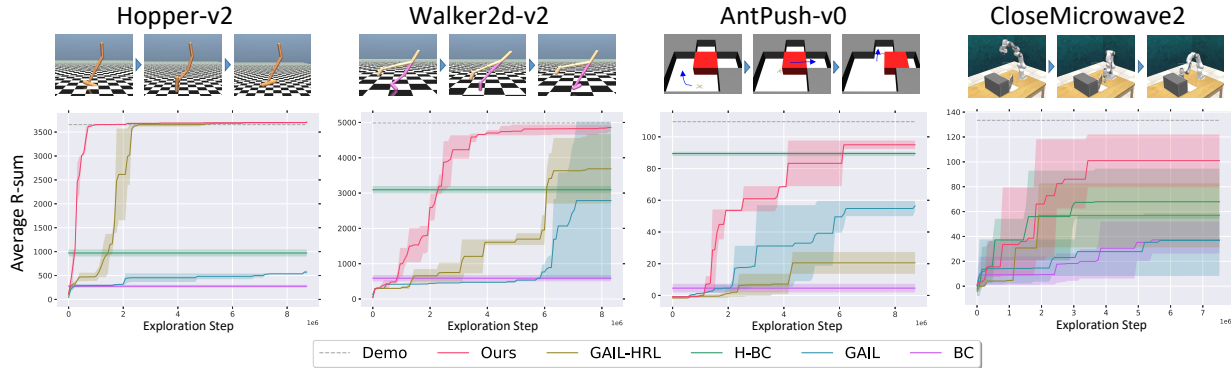 Hopper-v2
Walker2d-v2
AntPush-v0
CloseMicrowave2
Average R-sum
3500
3000
2500
2000
1500
1000
500
0
0
2
4
6
8
1e6
Exploration Step
5000
4000
3000
2000
1000
0
0
2
4
6
8
1e6
Exploration Step
100
80
60
40
20
0
0
2
4
6
8
1e6
Exploration Step
140
120
100
80
60
40
20
0
−20
0
1
2
3
4
5
6
7
1e6
Exploration Step
Demo
Ours
GAIL-HRL
H-BC
GAIL
BC